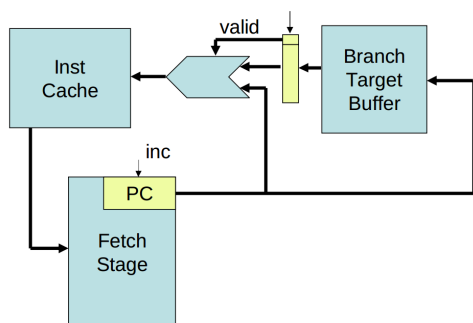 valid
Inst
Cache
Branch
Target
Buffer
inc
PC
Fetch
Stage